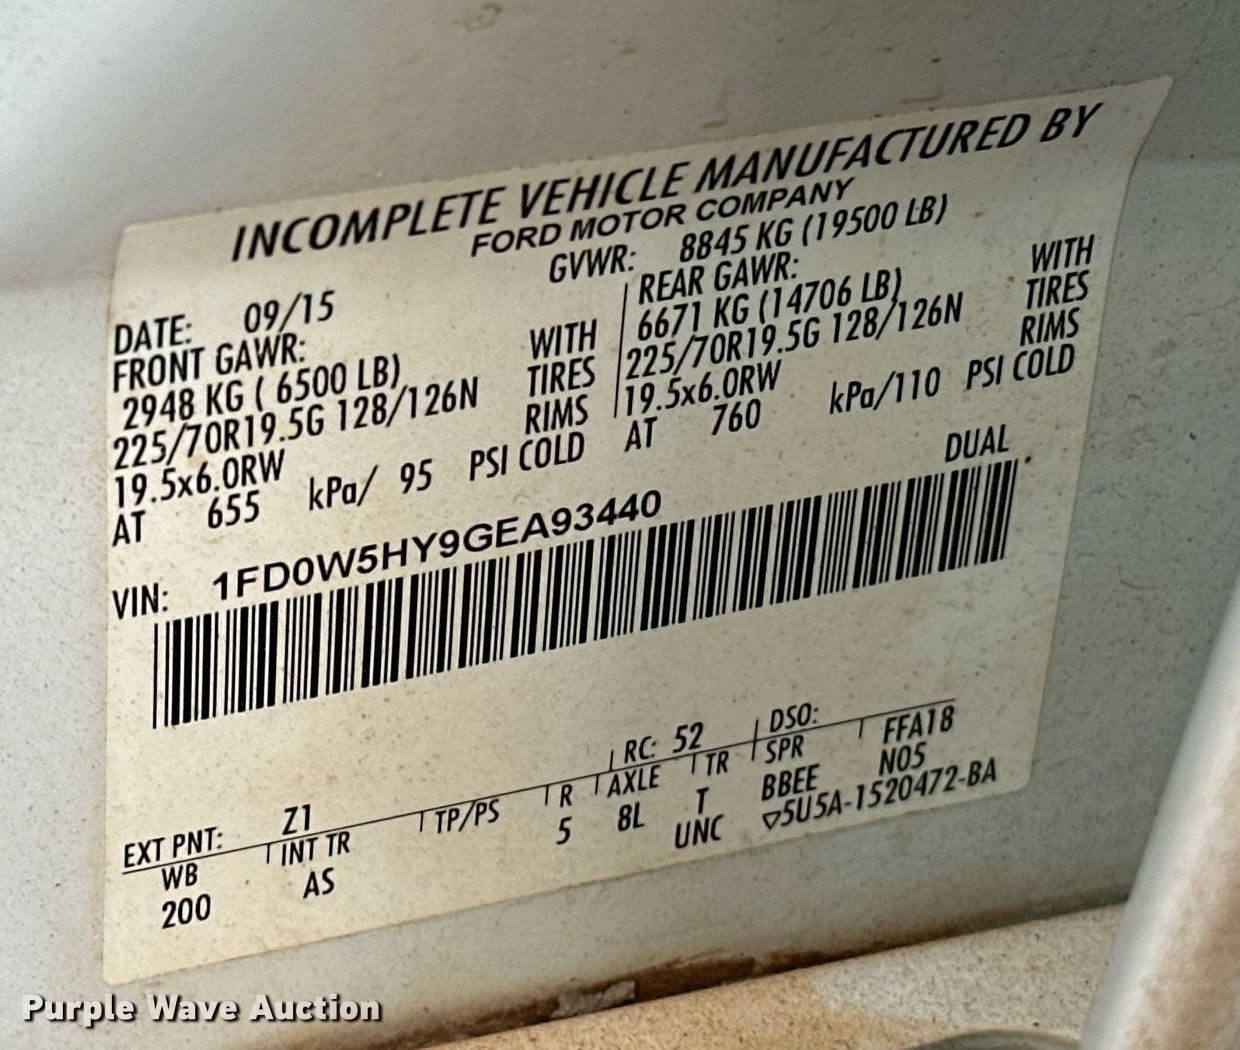 INCOMPLETE VEHICLE MANUFACTURED BY
FORD MOTOR COMPANY
DATE: 09/15 GVWR: 8845 KG (19500 LB)
FRONT GAWR: REAR GAWR:
2948 KG ( 6500 LB) WITH 6671 KG (14706 LB) WITH
225/70R19.5G 128/126N TIRES 225/70R19.5G 128/126N TIRES
19.5x6.0RW RIMS 19.5x6.0RW RIMS
AT 655 kPa/ 95 PSI COLD AT 760 kPa/110 PSI COLD
DUAL
VIN: 1FD0W5HY9GEA93440
EXT PNT: Z1 RC: 52 DSO: FFA18
WB INT TR TP/PS R AXLE TR SPR N05
200 AS 5 8L T BBEE
UNC ▽5U5A-1520472-BA
Purple Wave Auction